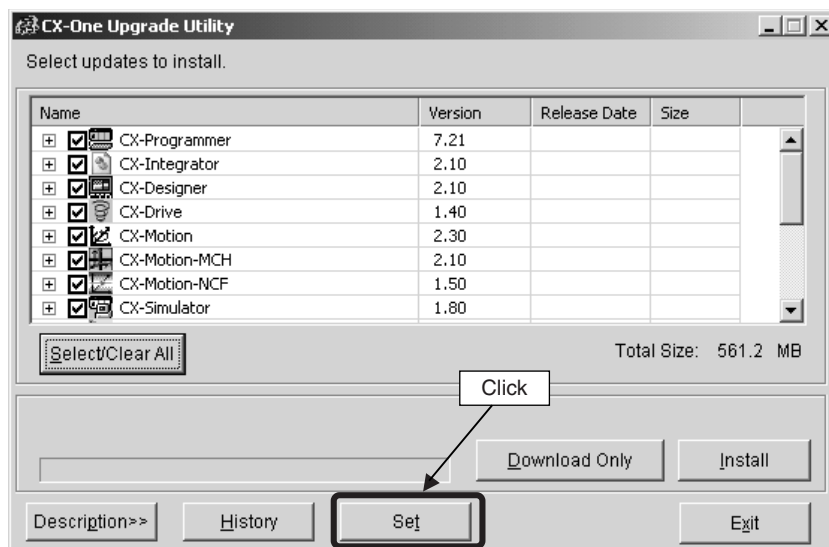 CX-One Upgrade Utility
Select updates to install.
Name Version Release Date Size
CX-Programmer 7.21
CX-Integrator 2.10
CX-Designer 2.10
CX-Drive 1.40
CX-Motion 2.30
CX-Motion-MCH 2.10
CX-Motion-NCF 1.50
CX-Simulator 1.80
Select/Clear All
Total Size: 561.2 MB
Click
Download Only
Install
Description>>
History
Set
Exit